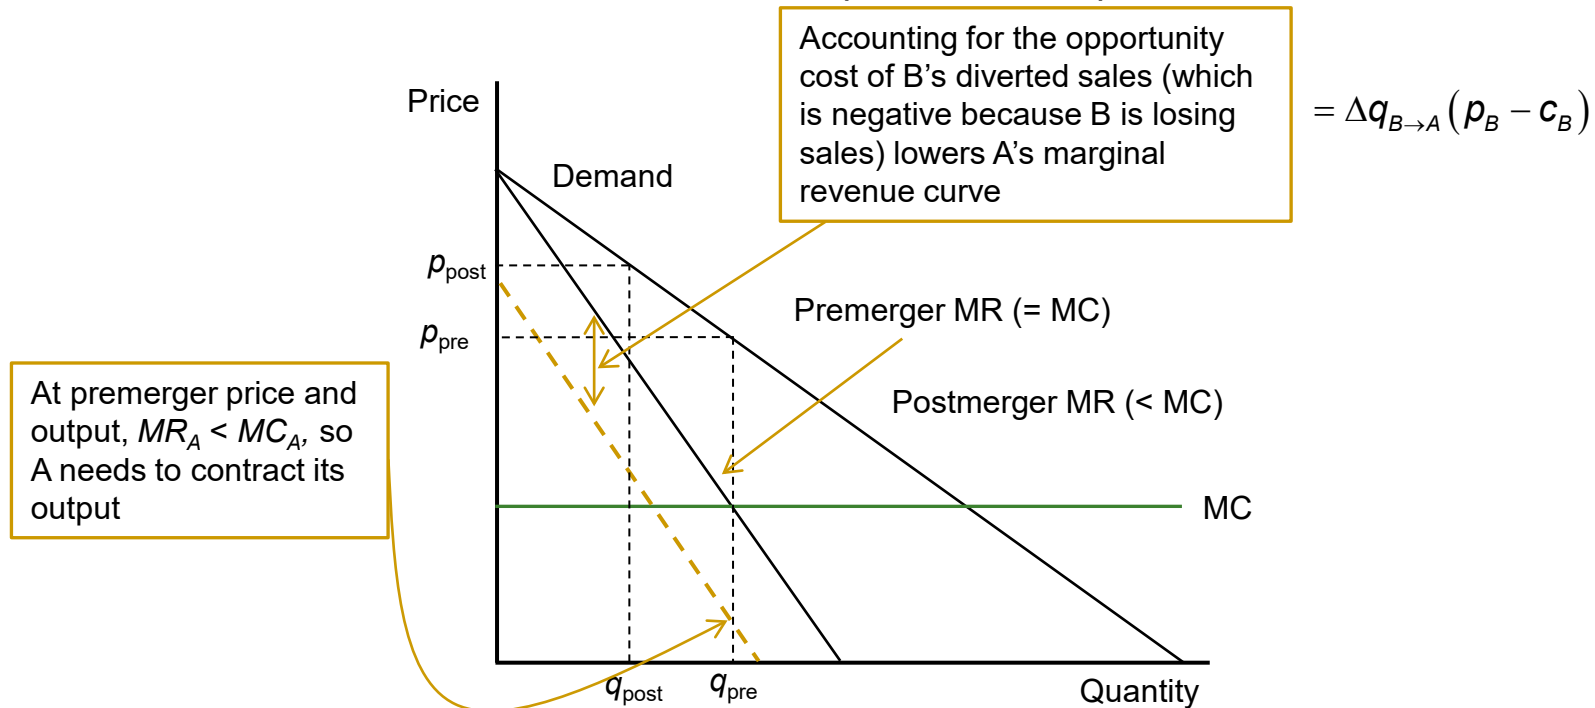 Accounting for the opportunity
cost of B’s diverted sales (which
is negative because B is losing
sales) lowers A’s marginal
revenue curve
= Δq_{B→A} (p_B − c_B)
Price
Demand
p_post
p_pre
Premerger MR (= MC)
Postmerger MR (< MC)
At premerger price and
output, MR_A < MC_A, so
A needs to contract its
output
MC
q_post
q_pre
Quantity